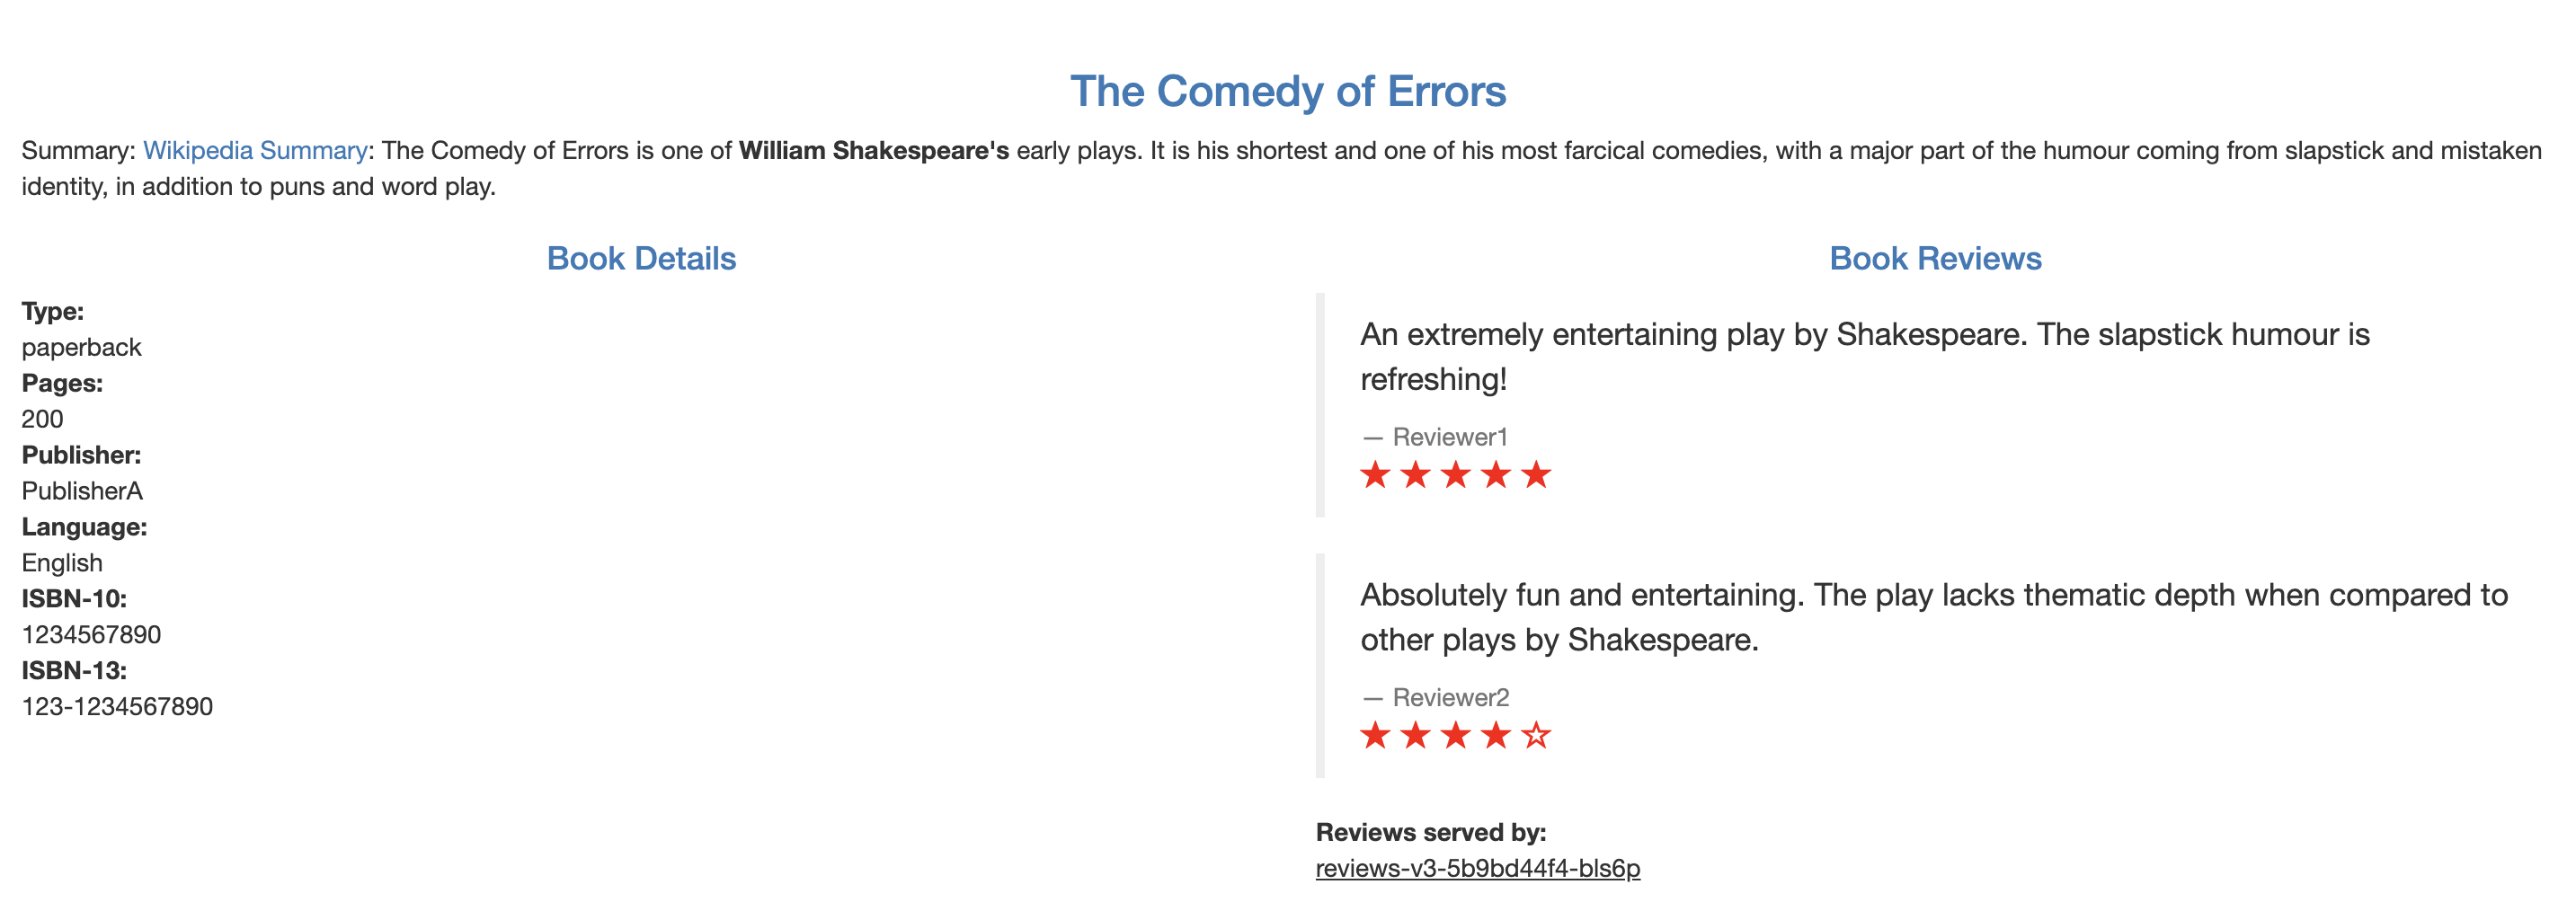 The Comedy of Errors
Summary: Wikipedia Summary: The Comedy of Errors is one of William Shakespeare's early plays. It is his shortest and one of his most farcical comedies, with a major part of the humour coming from slapstick and mistaken
identity, in addition to puns and word play.
Book Details
Type:
paperback
Pages:
200
Publisher:
PublisherA
Language:
English
ISBN-10:
1234567890
ISBN-13:
123-1234567890
Book Reviews
An extremely entertaining play by Shakespeare. The slapstick humour is
refreshing!
— Reviewer1
Absolutely fun and entertaining. The play lacks thematic depth when compared to
other plays by Shakespeare.
— Reviewer2
Reviews served by:
reviews-v3-5b9bd44f4-bls6p